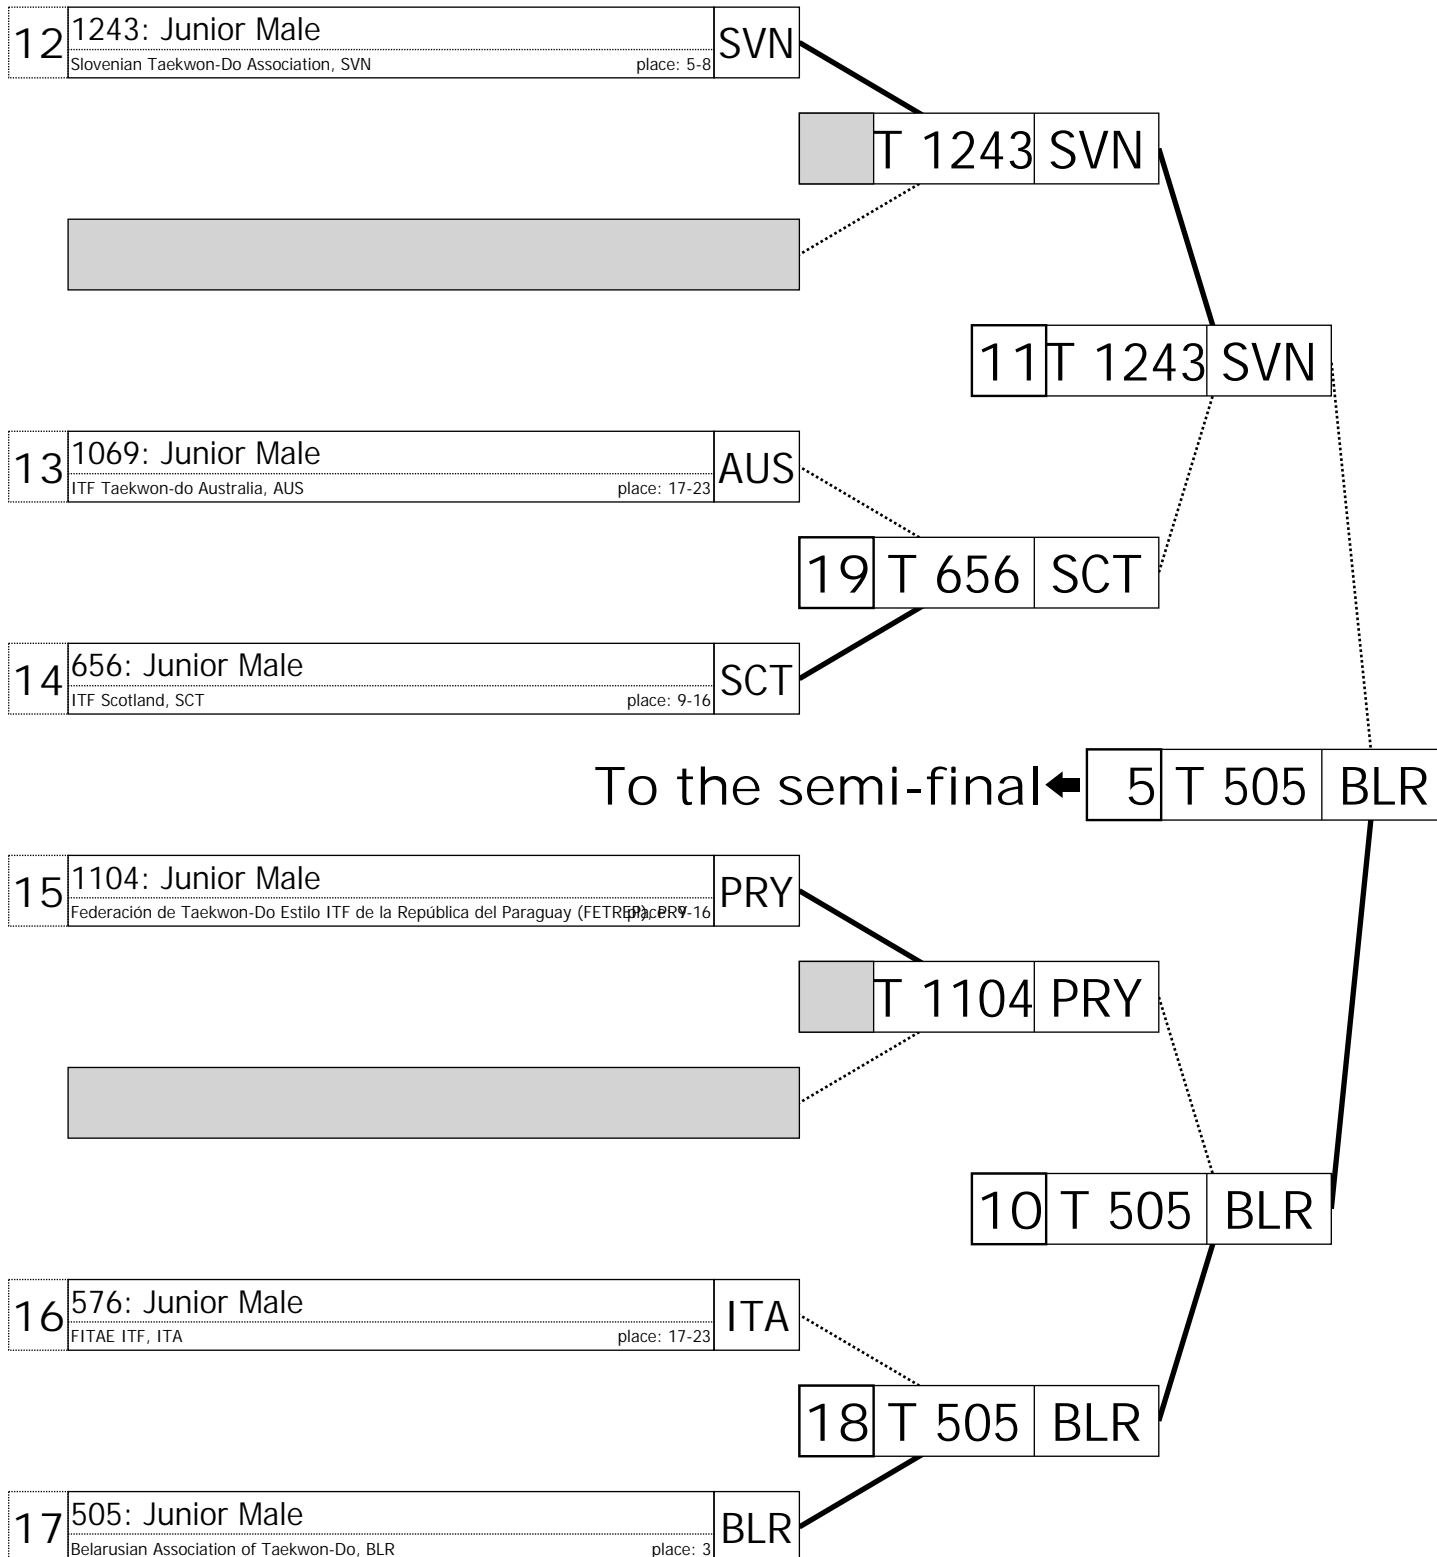 12 1243: Junior Male SVN
Slovenian Taekwon-Do Association, SVN place: 5-8
T 1243 SVN
11 T 1243 SVN
13 1069: Junior Male AUS
ITF Taekwon-do Australia, AUS place: 17-23
19 T 656 SCT
14 656: Junior Male SCT
ITF Scotland, SCT place: 9-16
To the semi-final 5 T 505 BLR
15 1104: Junior Male PRY
Federación de Taekwon-Do Estilo ITF de la República del Paraguay (FETREP), PRY place: 9-16
T 1104 PRY
10 T 505 BLR
16 576: Junior Male ITA
FITAE ITF, ITA place: 17-23
18 T 505 BLR
17 505: Junior Male BLR
Belarusian Association of Taekwon-Do, BLR place: 3